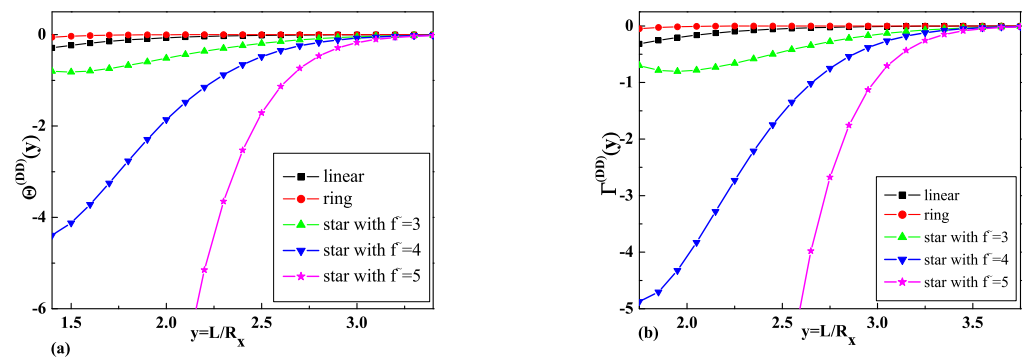 (a)
0
-2
-4
-6
Θ^(DD)(y)
linear
ring
star with f~=3
star with f~=4
star with f~=5
1.5
2.0
2.5
3.0
y=L/R_x
(a)
(b)
0
-1
-2
-3
-4
-5
Γ^(DD)(y)
linear
ring
star with f~=3
star with f~=4
star with f~=5
2.0
2.5
3.0
3.5
y=L/R_x
(b)